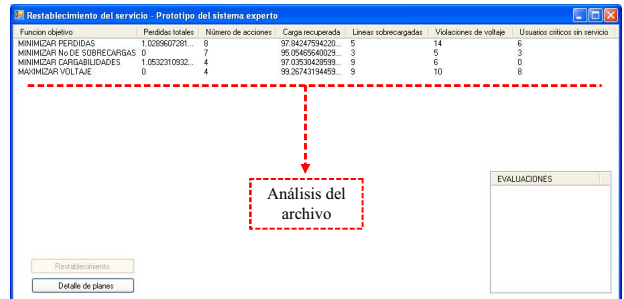 Restablecimiento del servicio - Prototipo del sistema experto
Funcion objetivo Perdidas totales Número de acciones Carga recuperada Lineas sobrecargadas Violaciones de voltaje Usuarios criticos sin servicio
MINIMIZAR PERDIDAS 1.0289607281... 8 97.84247594220... 5 14 6
MINIMIZAR No DE SOBRECARGAS 0 7 95.05465640029... 3 5 3
MINIMIZAR CARGABILIDADES 1.0532310932... 4 97.03530428599... 9 6 0
MAXIMIZAR VOLTAJE 0 4 99.26743194459... 9 10 8
EVALUACIONES
Análisis del
archivo
Restablecimiento
Detalle de planes